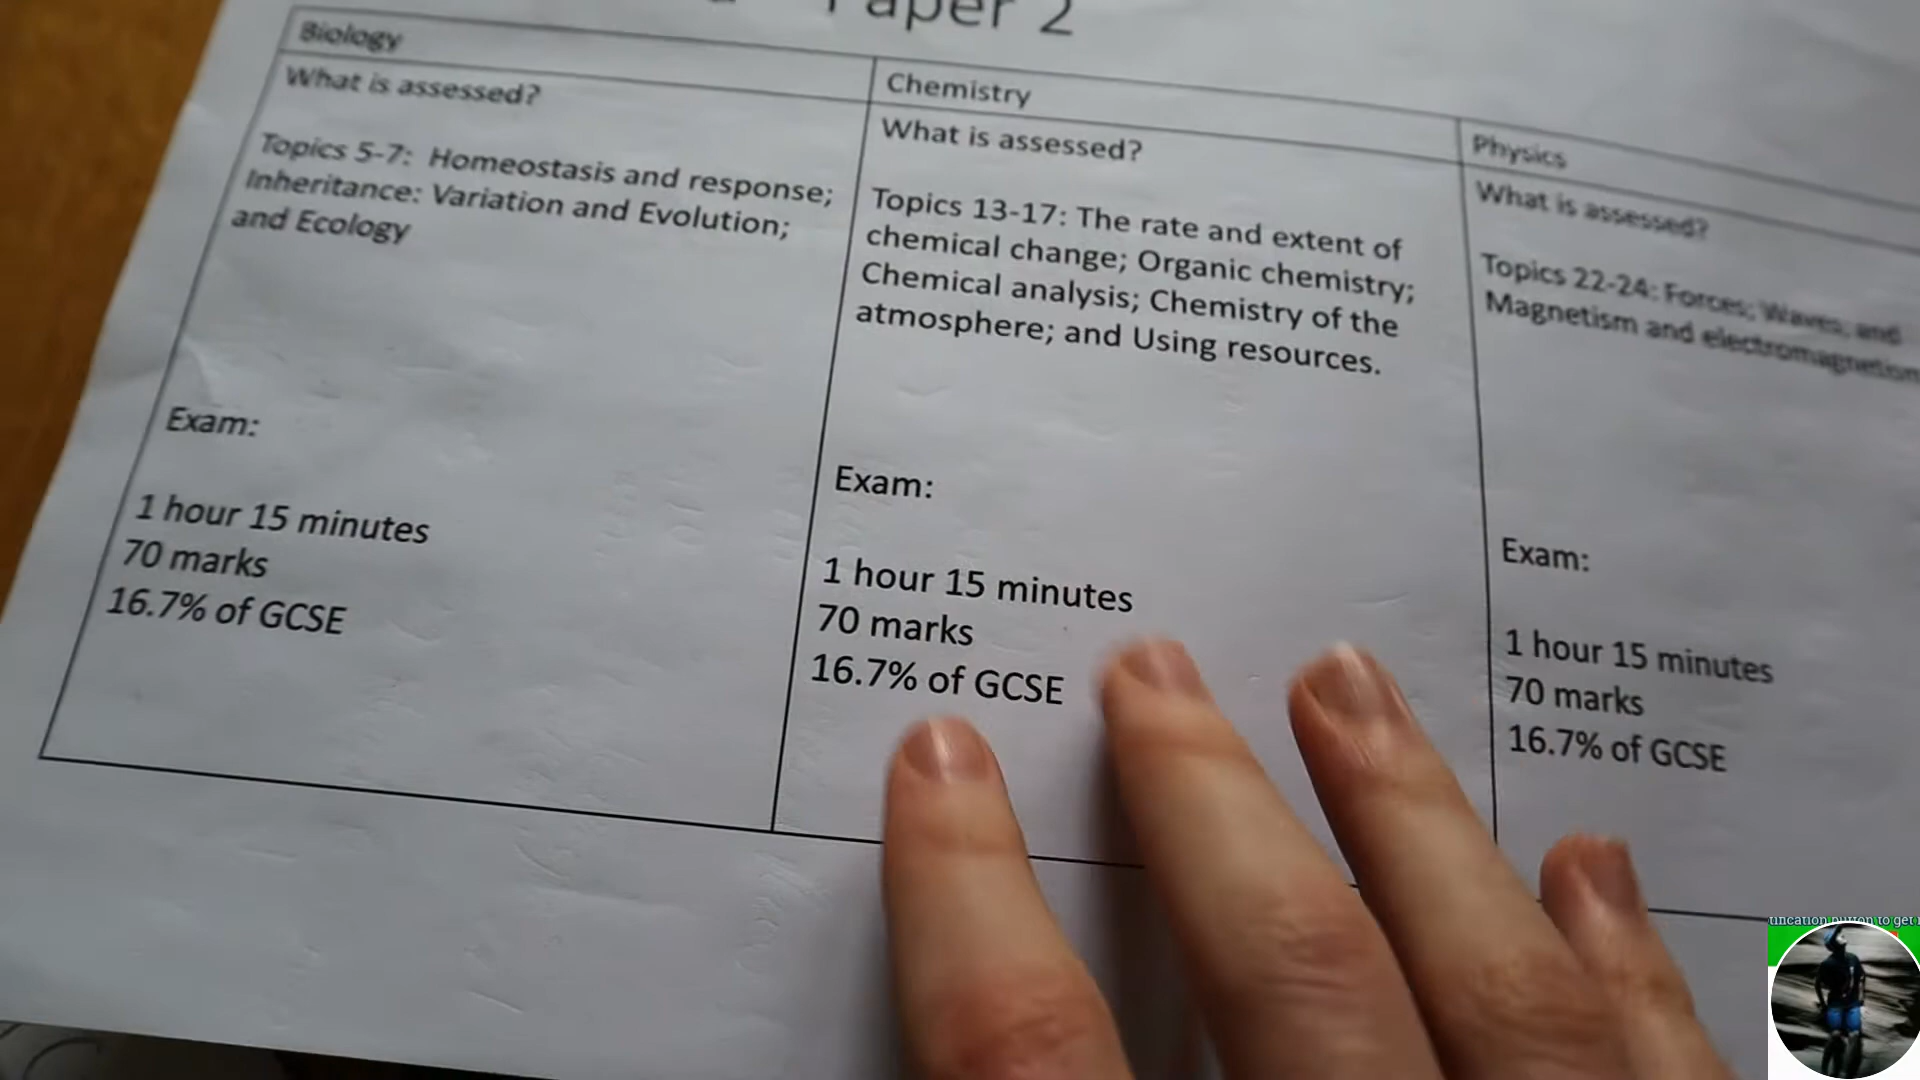 Paper 2
Biology
What is assessed?
Topics 5-7: Homeostasis and response;
Inheritance: Variation and Evolution;
and Ecology
Exam:
1 hour 15 minutes
70 marks
16.7% of GCSE
Chemistry
What is assessed?
Topics 13-17: The rate and extent of
chemical change; Organic chemistry;
Chemical analysis; Chemistry of the
atmosphere; and Using resources.
Exam:
1 hour 15 minutes
70 marks
16.7% of GCSE
Physics
What is assessed?
Topics 22-24: Forces; Waves; and
Magnetism and electromagnetism
Exam:
1 hour 15 minutes
70 marks
16.7% of GCSE
button to get